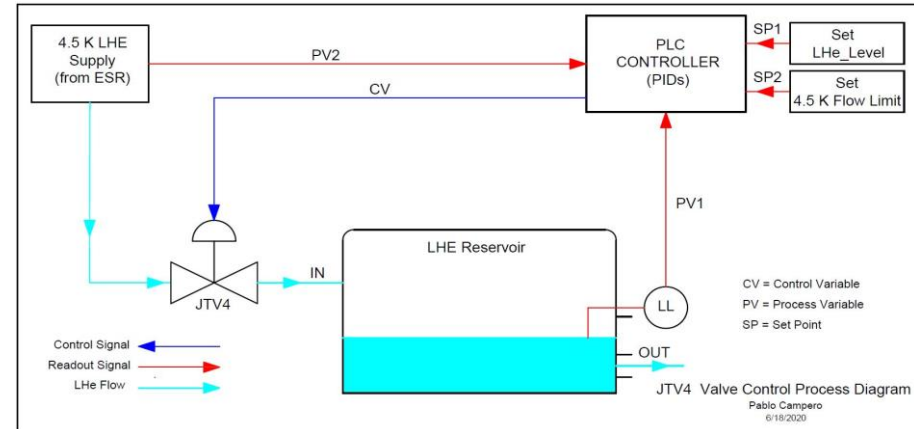 4.5 K LHE
Supply
(from ESR)
PV2
CV
PLC
CONTROLLER
(PIDs)
SP1
Set
LHe_Level
SP2
Set
4.5 K Flow Limit
PV1
LHE Reservoir
IN
JTV4
LL
OUT
CV = Control Variable
PV = Process Variable
SP = Set Point
Control Signal
Readout Signal
LHe Flow
JTV4 Valve Control Process Diagram
Pablo Campero
6/18/2020